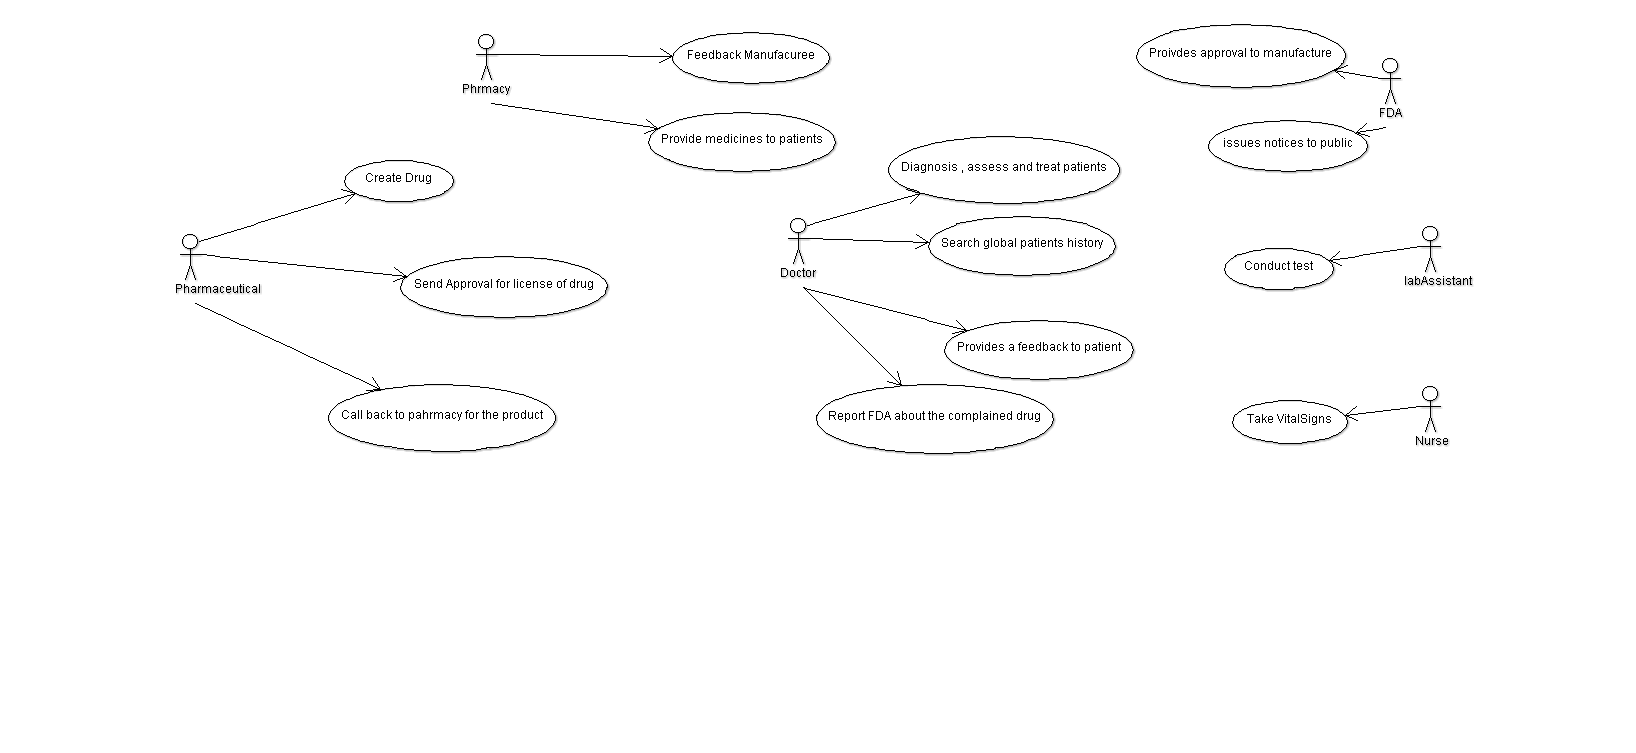 Feedback Manufacuree
Phrmacy
Provide medicines to patients
Proivdes approval to manufacture
FDA
issues notices to public
Create Drug
Pharmaceutical
Send Approval for license of drug
Call back to pahrmacy for the product
Diagnosis , assess and treat patients
Search global patients history
Doctor
Provides a feedback to patient
Report FDA about the complained drug
Conduct test
labAssistant
Take VitalSigns
Nurse